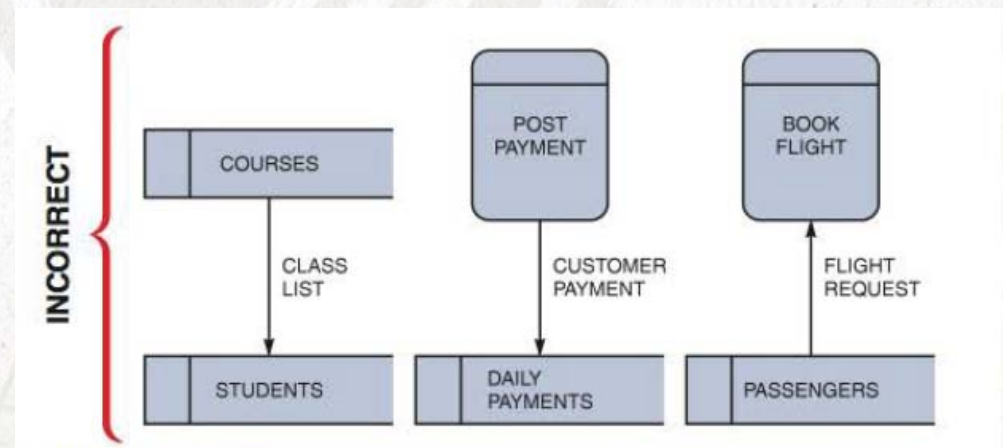 INCORRECT
COURSES
CLASS
LIST
STUDENTS
POST
PAYMENT
CUSTOMER
PAYMENT
DAILY
PAYMENTS
BOOK
FLIGHT
FLIGHT
REQUEST
PASSENGERS